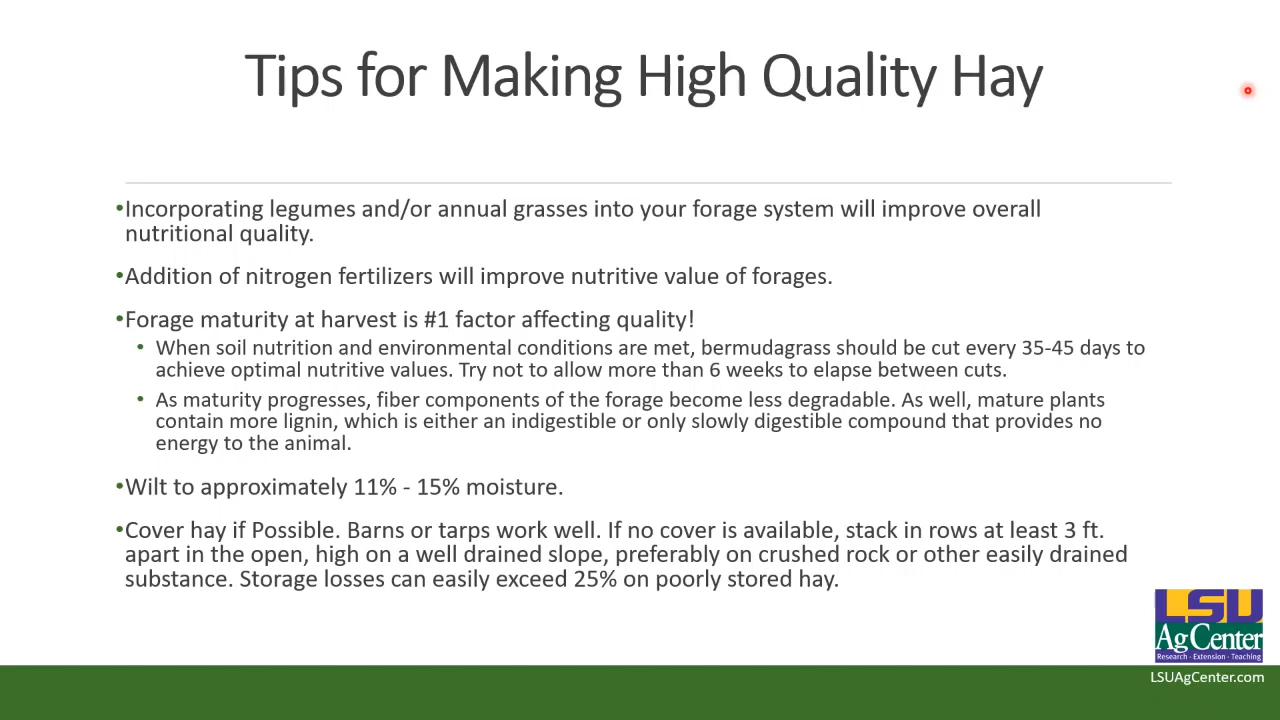 Tips for Making High Quality Hay
•Incorporating legumes and/or annual grasses into your forage system will improve overall
nutritional quality.
•Addition of nitrogen fertilizers will improve nutritive value of forages.
•Forage maturity at harvest is #1 factor affecting quality!
• When soil nutrition and environmental conditions are met, bermudagrass should be cut every 35-45 days to
achieve optimal nutritive values. Try not to allow more than 6 weeks to elapse between cuts.
• As maturity progresses, fiber components of the forage become less degradable. As well, mature plants
contain more lignin, which is either an indigestible or only slowly digestible compound that provides no
energy to the animal.
•Wilt to approximately 11% - 15% moisture.
•Cover hay if Possible. Barns or tarps work well. If no cover is available, stack in rows at least 3 ft.
apart in the open, high on a well drained slope, preferably on crushed rock or other easily drained
substance. Storage losses can easily exceed 25% on poorly stored hay.
LSU
AgCenter
Research · Extension · Teaching
LSUAgCenter.com